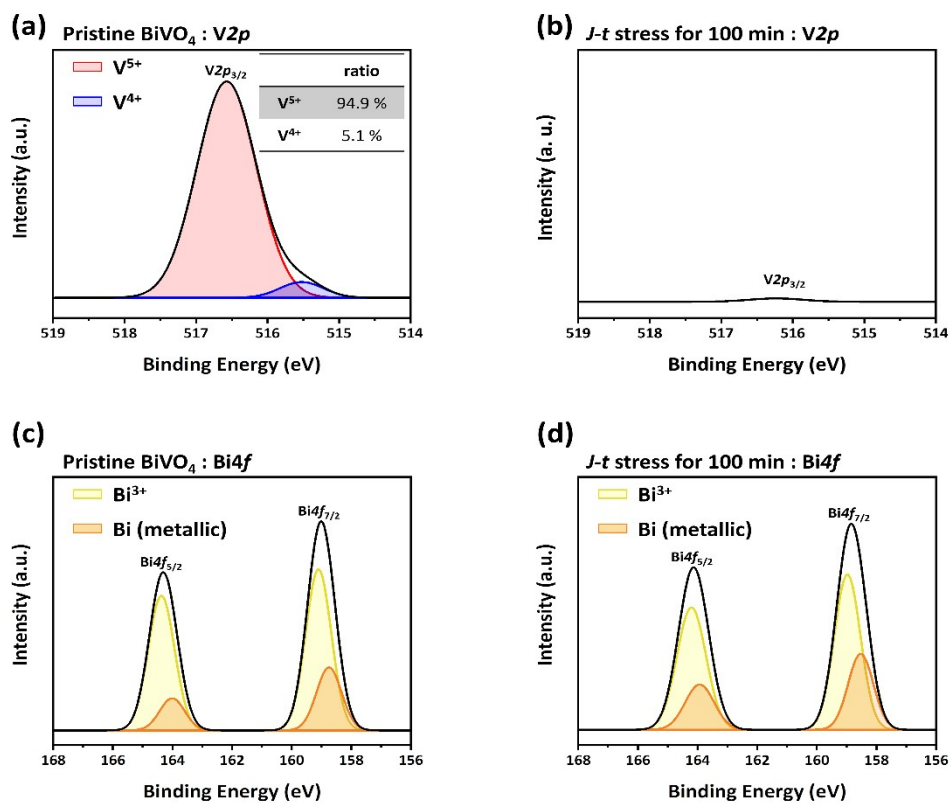 (a)
Pristine BiVO₄ : V2p
V⁵⁺
V⁴⁺
V2p₃/₂
ratio
V⁵⁺ 94.9 %
V⁴⁺ 5.1 %
Intensity (a.u.)
519 518 517 516 515 514
Binding Energy (eV)
(b)
J-t stress for 100 min : V2p
V2p₃/₂
Intensity (a. u.)
519 518 517 516 515 514
Binding Energy (eV)
(c)
Pristine BiVO₄ : Bi4f
Bi³⁺
Bi (metallic)
Bi4f₅/₂
Bi4f₇/₂
Intensity (a.u.)
168 166 164 162 160 158 156
Binding Energy (eV)
(d)
J-t stress for 100 min : Bi4f
Bi³⁺
Bi (metallic)
Bi4f₅/₂
Bi4f₇/₂
Intensity (a.u.)
168 166 164 162 160 158 156
Binding Energy (eV)